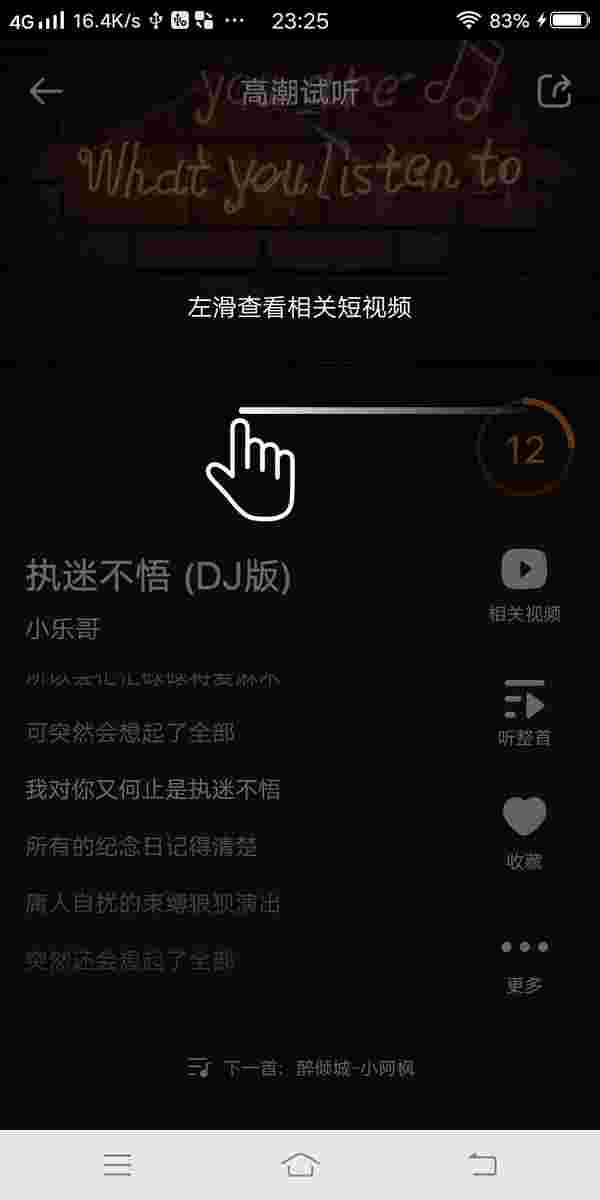 4G 16.4K/s 23:25 83%
you are
高潮试听
What you listen to
左滑查看相关短视频
12
执迷不悟 (DJ版)
小乐哥
相关视频
可突然会想起了全部
听整首
我对你又何止是执迷不悟
所有的纪念日记得清楚
收藏
庸人自扰的束缚狼狈演出
突然还会想起了全部
更多
下一首：醉倾城-小阿枫